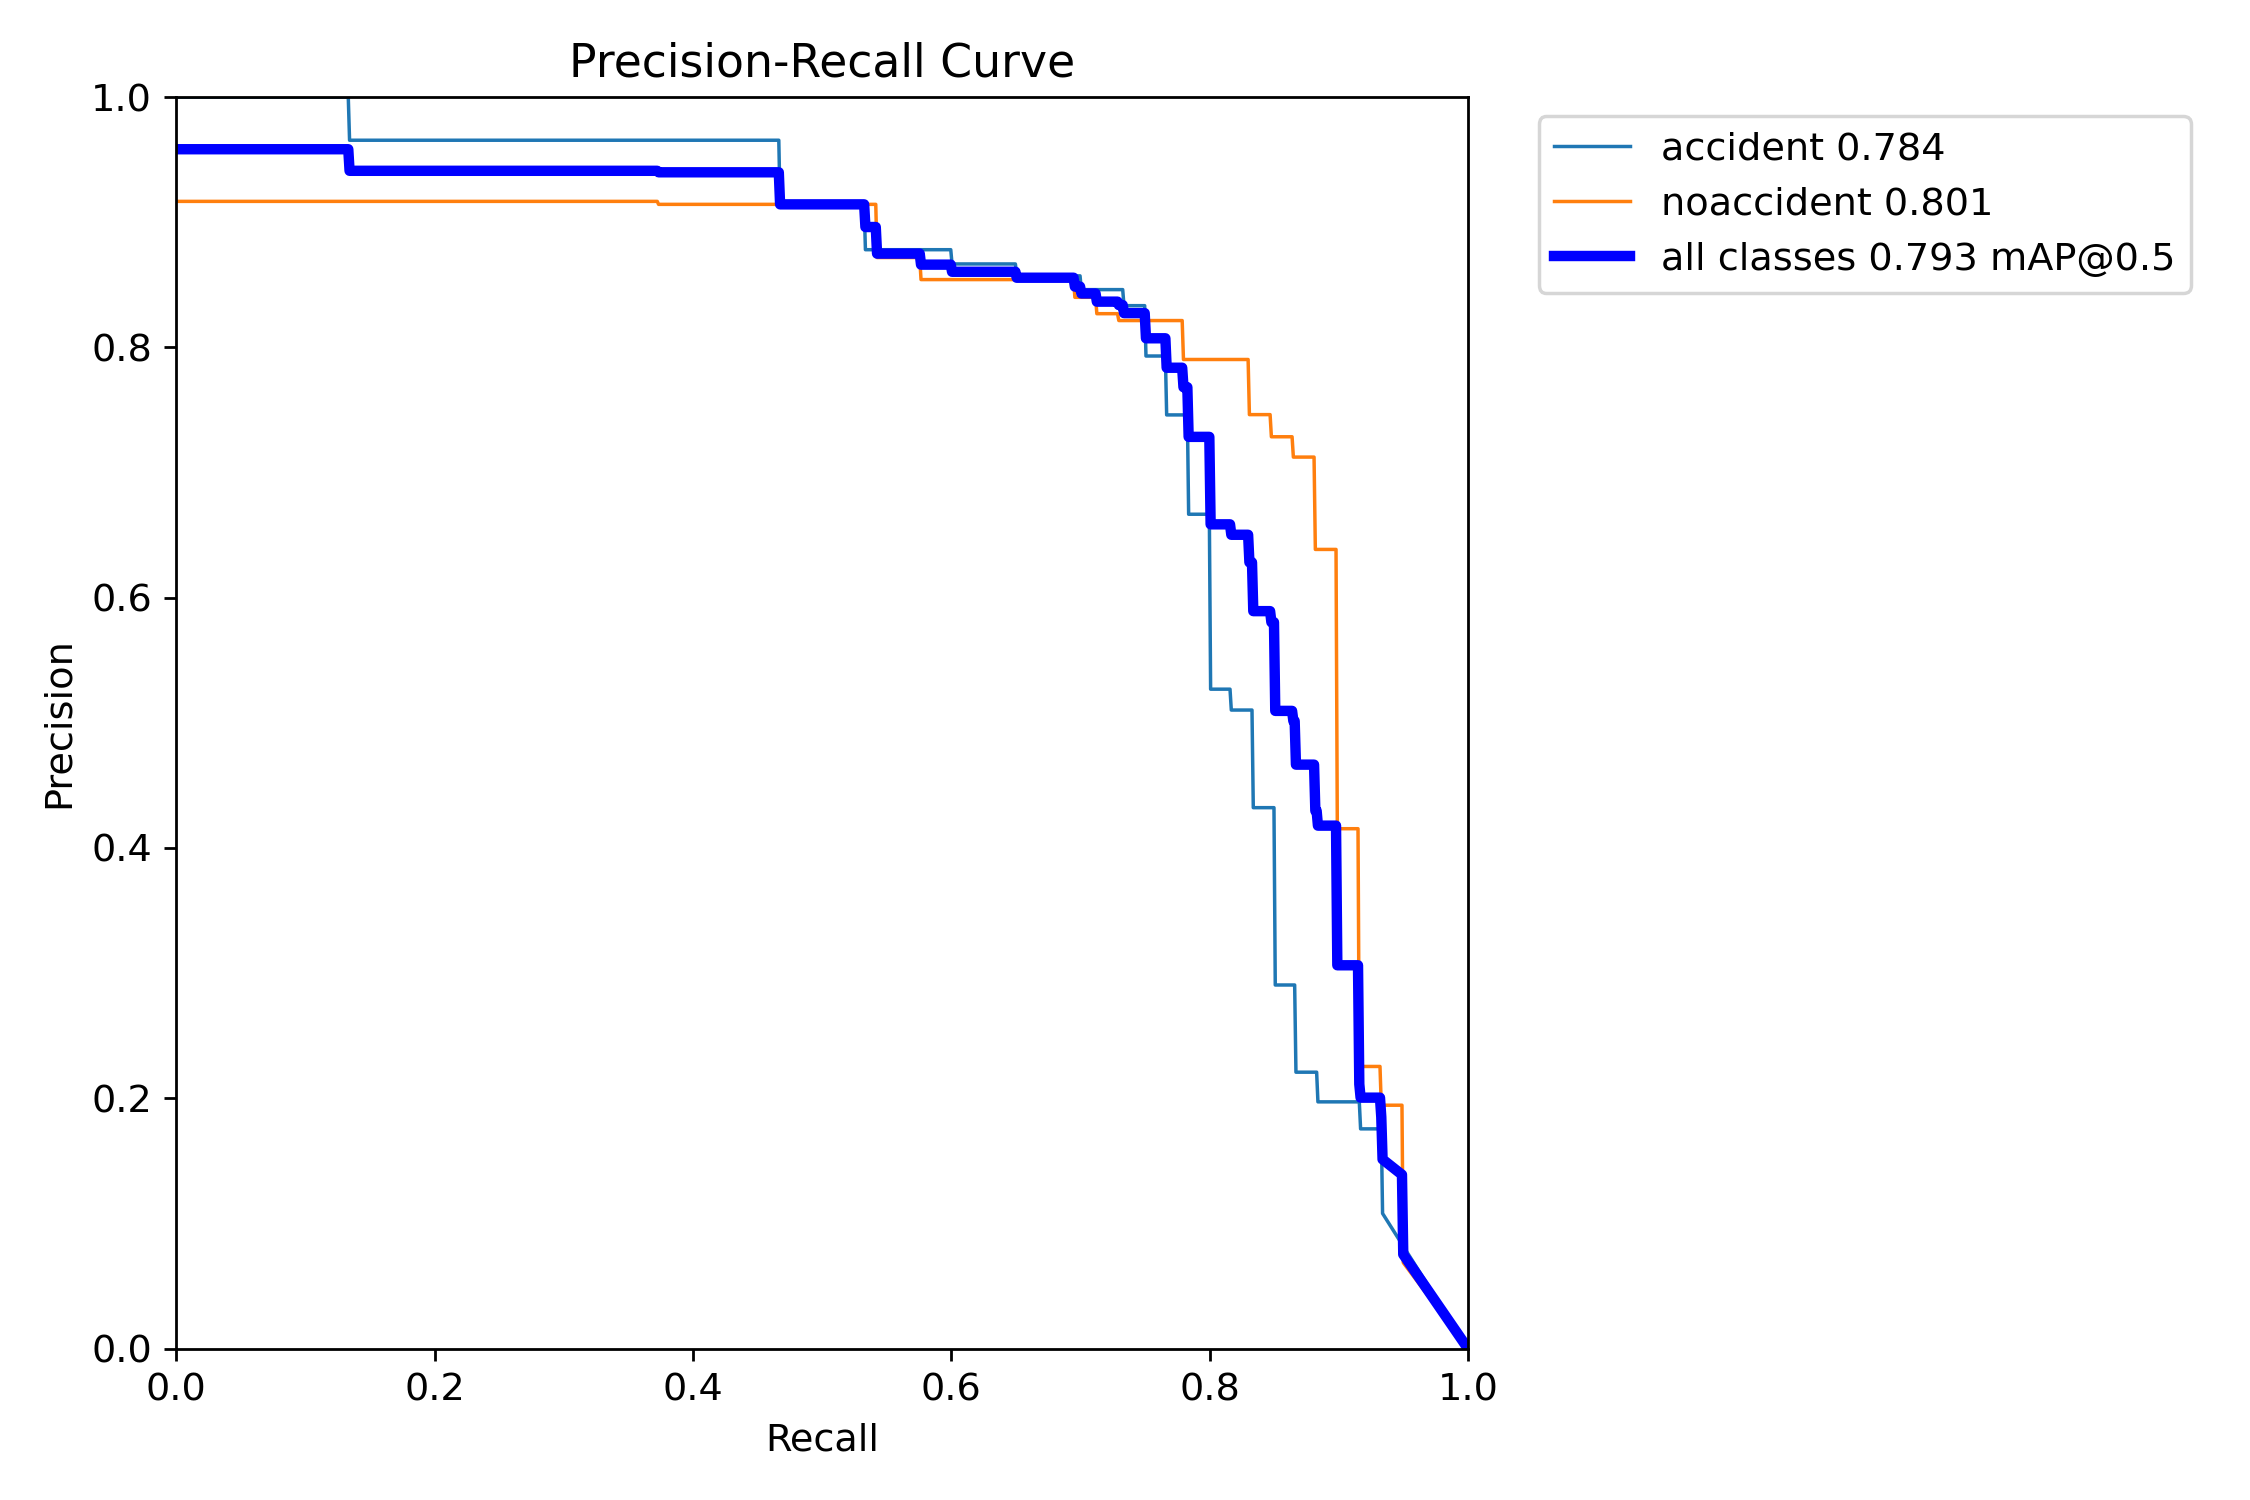 Precision-Recall Curve
1.0
0.8
0.6
0.4
0.2
0.0
Precision
0.0 0.2 0.4 0.6 0.8 1.0
Recall
accident 0.784
noaccident 0.801
all classes 0.793 mAP@0.5